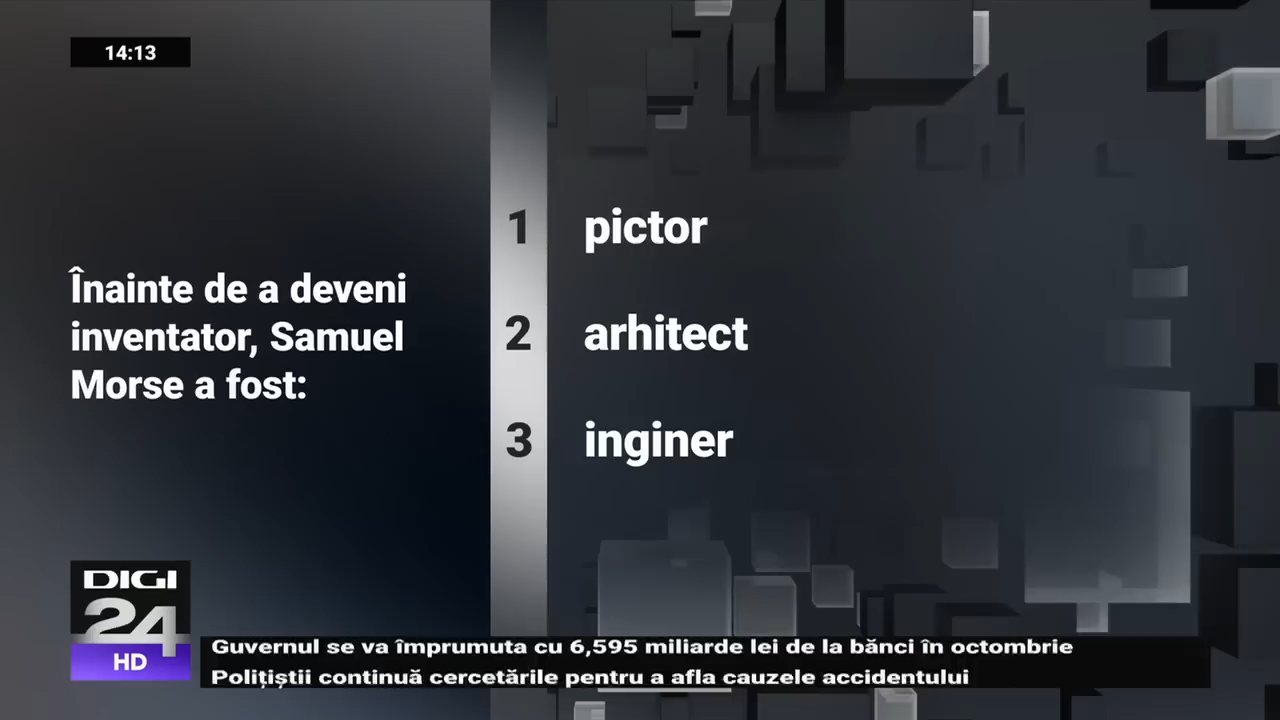 14:13
Înainte de a deveni
inventator, Samuel
Morse a fost:
1 pictor
2 arhitect
3 inginer
DIGI
24
HD
Guvernul se va împrumuta cu 6,595 miliarde lei de la bănci în octombrie
Polițiștii continuă cercetările pentru a afla cauzele accidentului